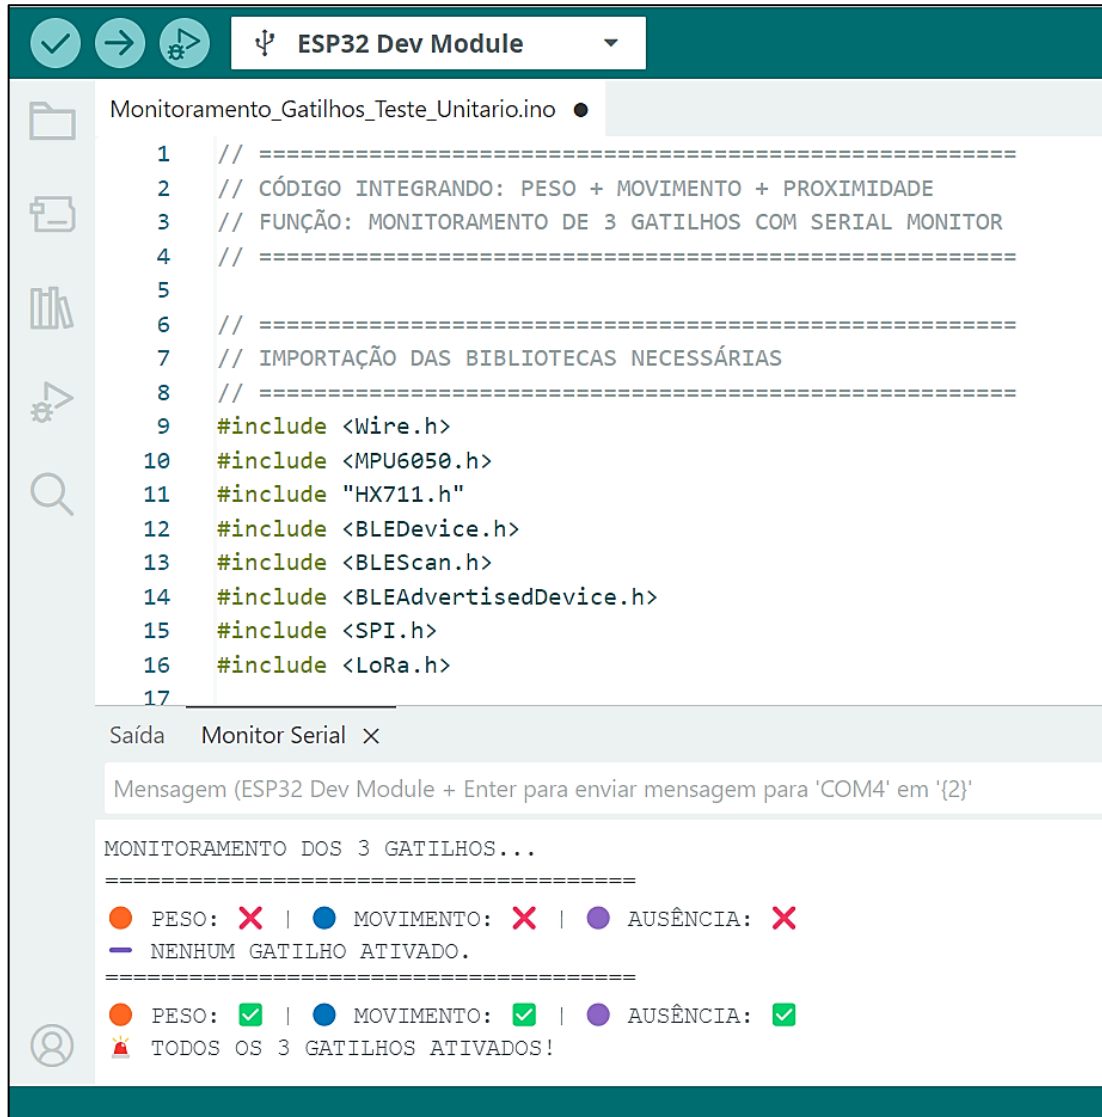 ESP32 Dev Module
Monitoramento_Gatilhos_Teste_Unitario.ino ●
1 // =======================================================
2 // CÓDIGO INTEGRANDO: PESO + MOVIMENTO + PROXIMIDADE
3 // FUNÇÃO: MONITORAMENTO DE 3 GATILHOS COM SERIAL MONITOR
4 // =======================================================
5
6 // =======================================================
7 // IMPORTAÇÃO DAS BIBLIOTECAS NECESSÁRIAS
8 // =======================================================
9 #include <Wire.h>
10 #include <MPU6050.h>
11 #include "HX711.h"
12 #include <BLEDevice.h>
13 #include <BLEScan.h>
14 #include <BLEAdvertisedDevice.h>
15 #include <SPI.h>
16 #include <LoRa.h>
17
Saída Monitor Serial ×
Mensagem (ESP32 Dev Module + Enter para enviar mensagem para 'COM4' em '{2}'
MONITORAMENTO DOS 3 GATILHOS...
======================================
🟠 PESO: ❌ | 🔵 MOVIMENTO: ❌ | 🟣 AUSÊNCIA: ❌
➖ NENHUM GATILHO ATIVADO.
======================================
🟠 PESO: ✅ | 🔵 MOVIMENTO: ✅ | 🟣 AUSÊNCIA: ✅
🚨 TODOS OS 3 GATILHOS ATIVADOS!